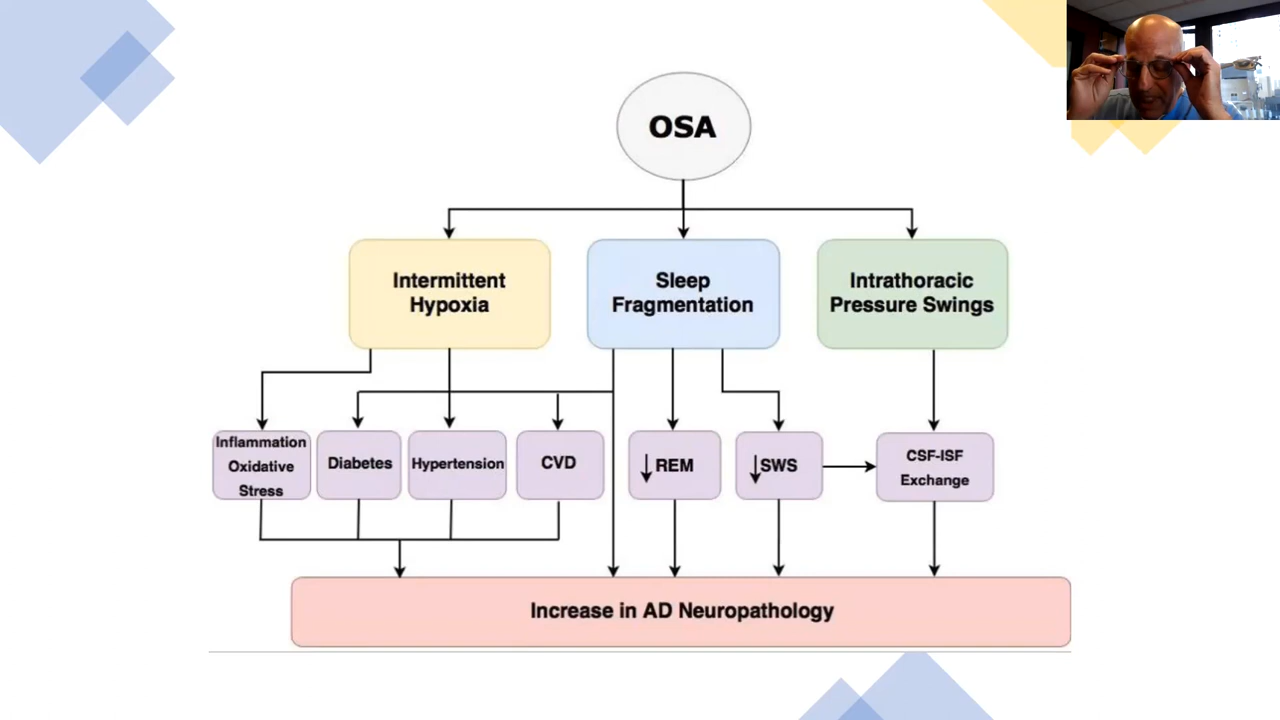 OSA
Intermittent
Hypoxia
Sleep
Fragmentation
Intrathoracic
Pressure Swings
Inflammation
Oxidative
Stress
Diabetes
Hypertension
CVD
↓REM
↓SWS
CSF-ISF
Exchange
Increase in AD Neuropathology